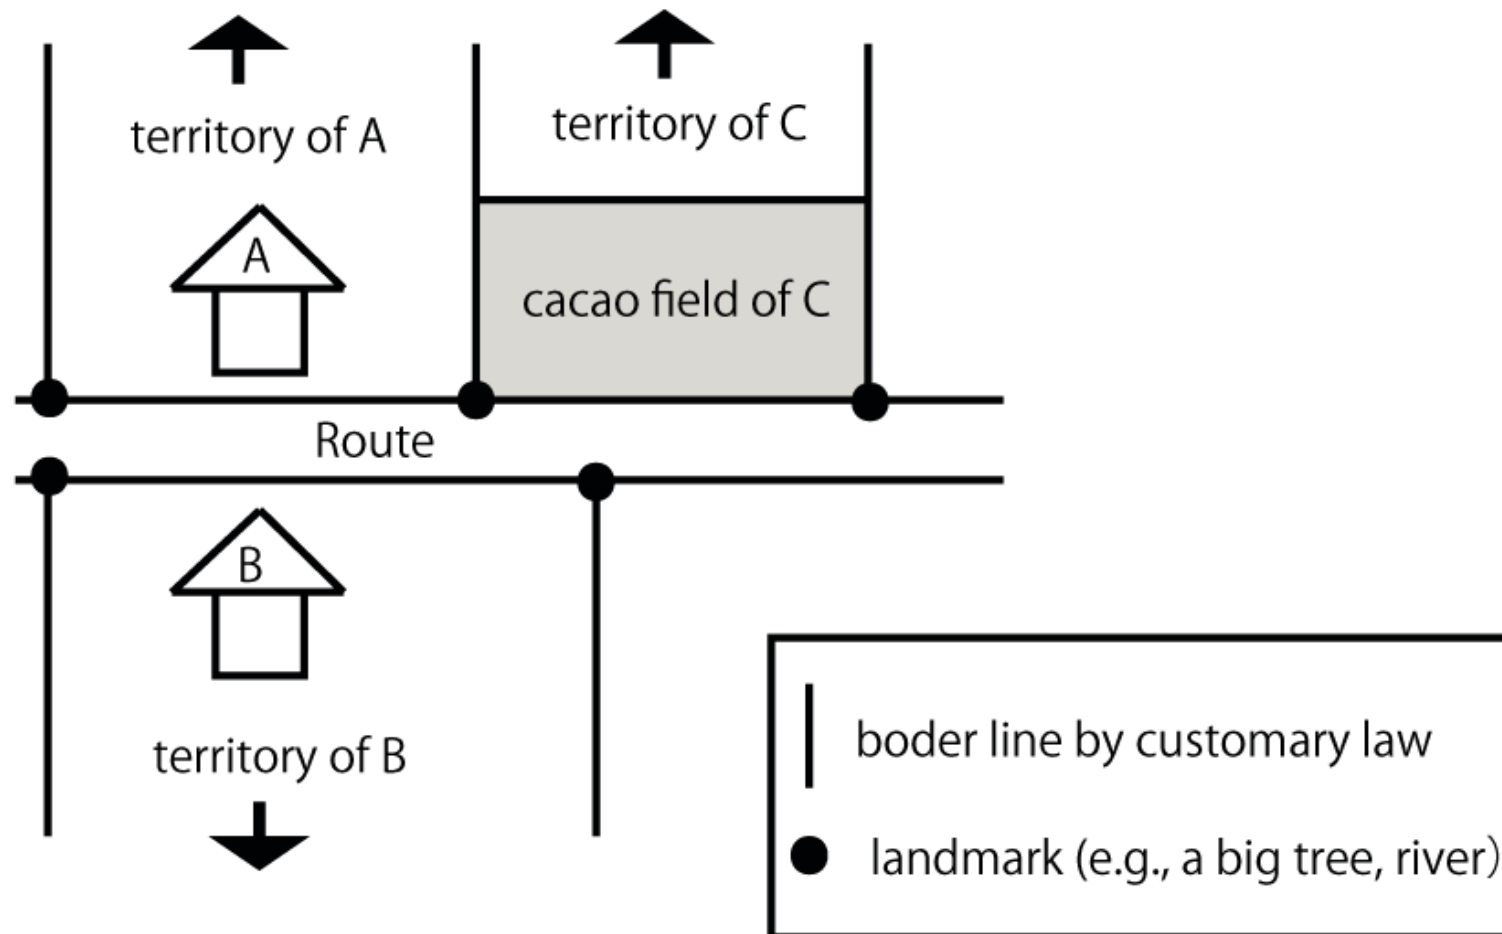 territory of A
territory of C
A
cacao field of C
Route
B
territory of B
boder line by customary law
landmark (e.g., a big tree, river)